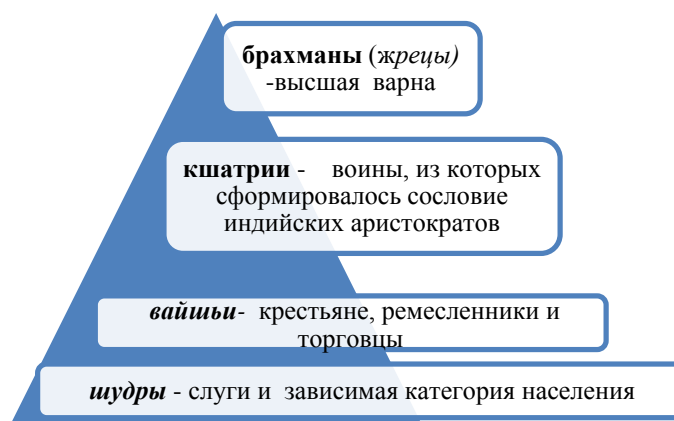 брахманы (жрецы)
-высшая варна
кшатрии - воины, из которых
сформировалось сословие
индийских аристократов
вайшьи- крестьяне, ремесленники и
торговцы
шудры - слуги и зависимая категория населения